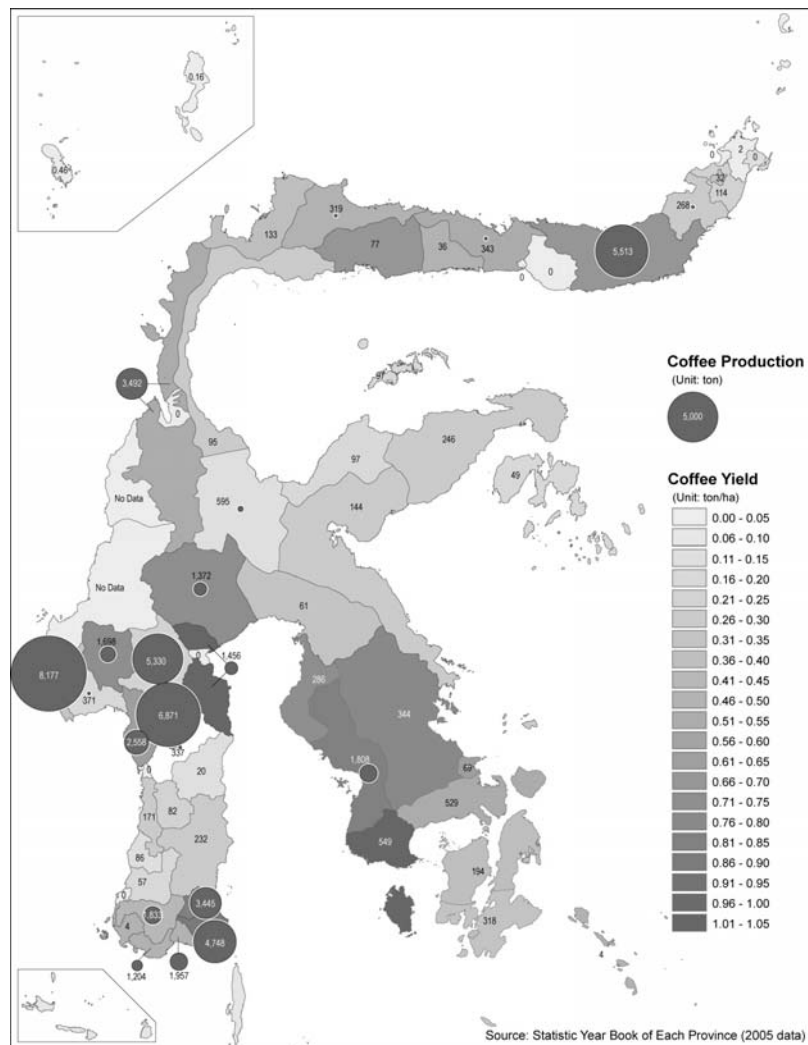 0.16
0.46
2
0
0
32
114
268
319
133
77
36
343
5,513
0
0
Coffee Production
(Unit: ton)
5,000
3,492
0
97
246
95
97
49
No Data
595
144
Coffee Yield
(Unit: ton/ha)
0.00 - 0.05
0.06 - 0.10
0.11 - 0.15
0.16 - 0.20
0.21 - 0.25
0.26 - 0.30
0.31 - 0.35
0.36 - 0.40
0.41 - 0.45
0.46 - 0.50
0.51 - 0.55
0.56 - 0.60
0.61 - 0.65
0.66 - 0.70
0.71 - 0.75
0.76 - 0.80
0.81 - 0.85
0.86 - 0.90
0.91 - 0.95
0.96 - 1.00
1.01 - 1.05
No Data
1,372
61
1,698
5,330
0
1,456
8,177
371
286
344
6,871
2,558
337
0
20
1,808
69
529
171
82
232
549
86
57
194
0
1,833
3,445
318
4
4,748
1,204
1,957
4
Source: Statistic Year Book of Each Province (2005 data)